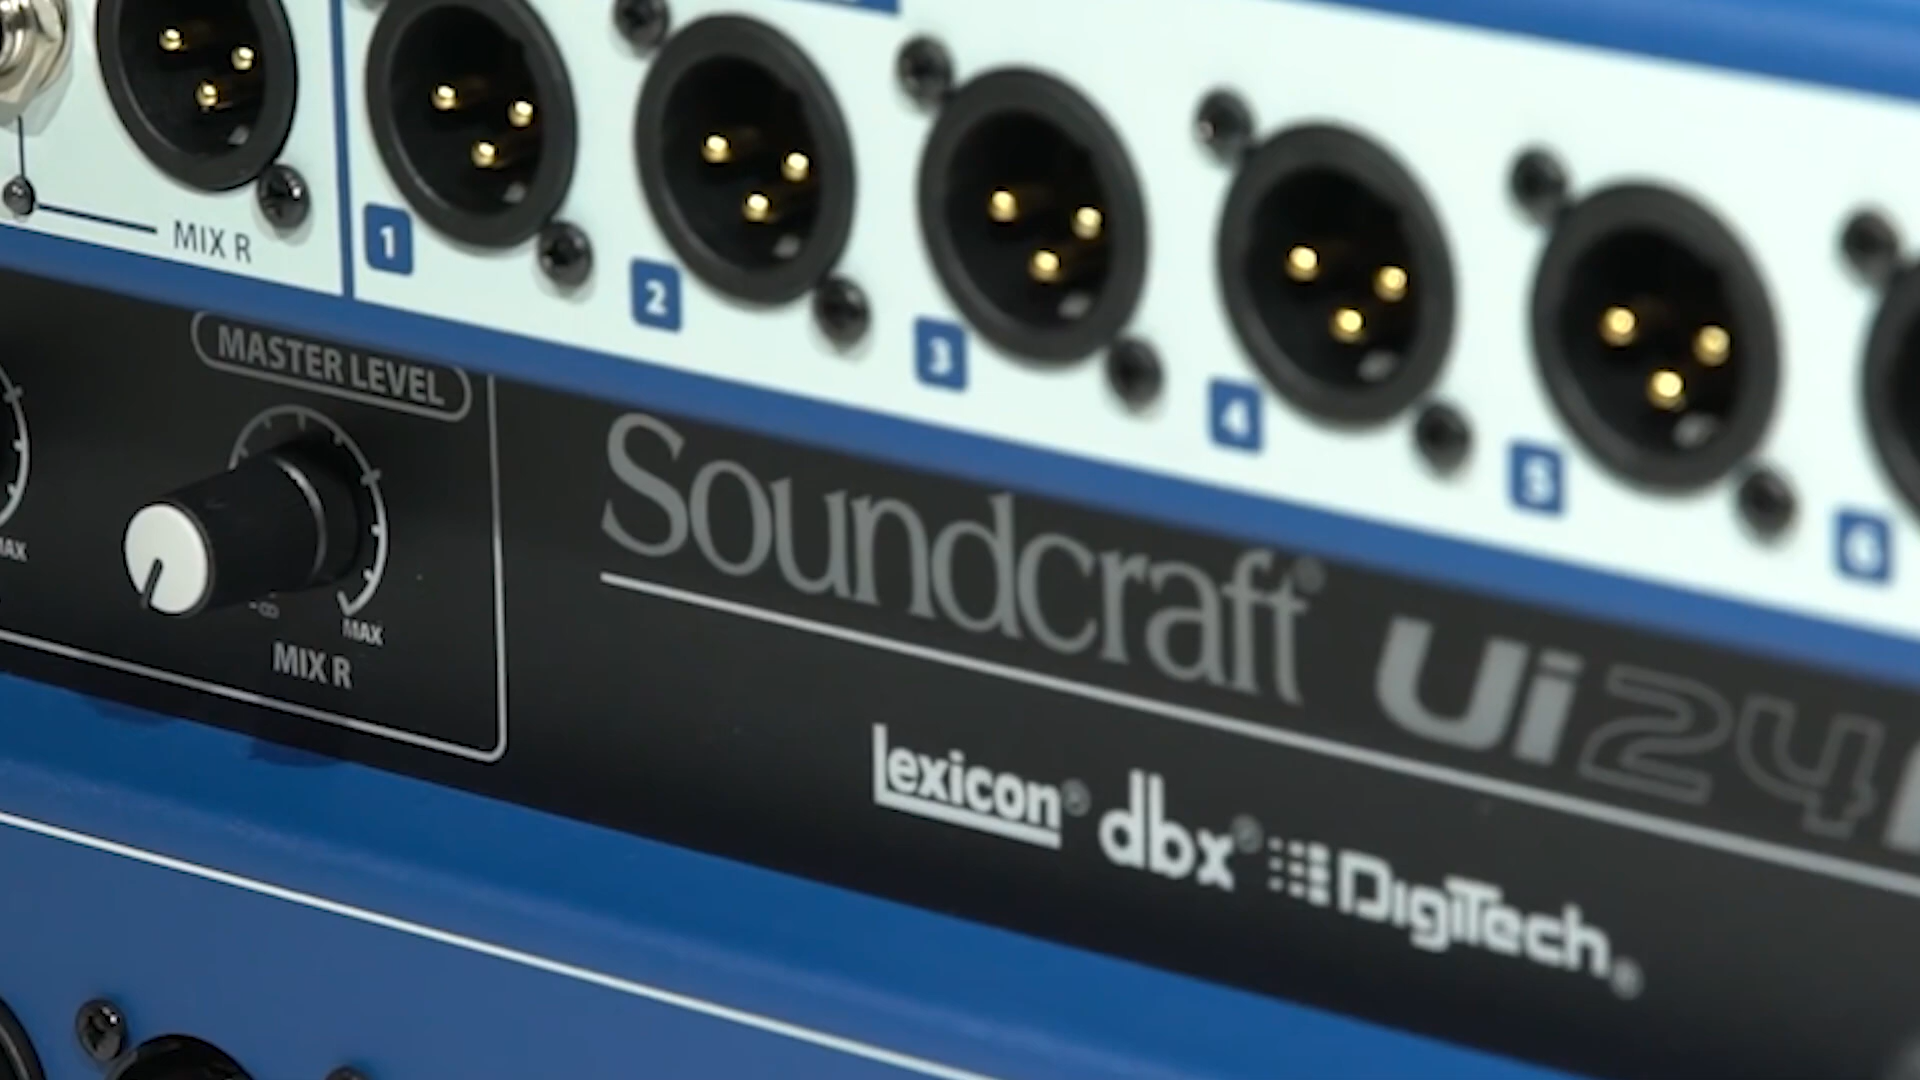 MIX R
1
2
3
4
5
6
MASTER LEVEL
MAX
-∞
MAX
MIX R
Soundcraft® Ui24
lexicon® dbx® DigiTech®